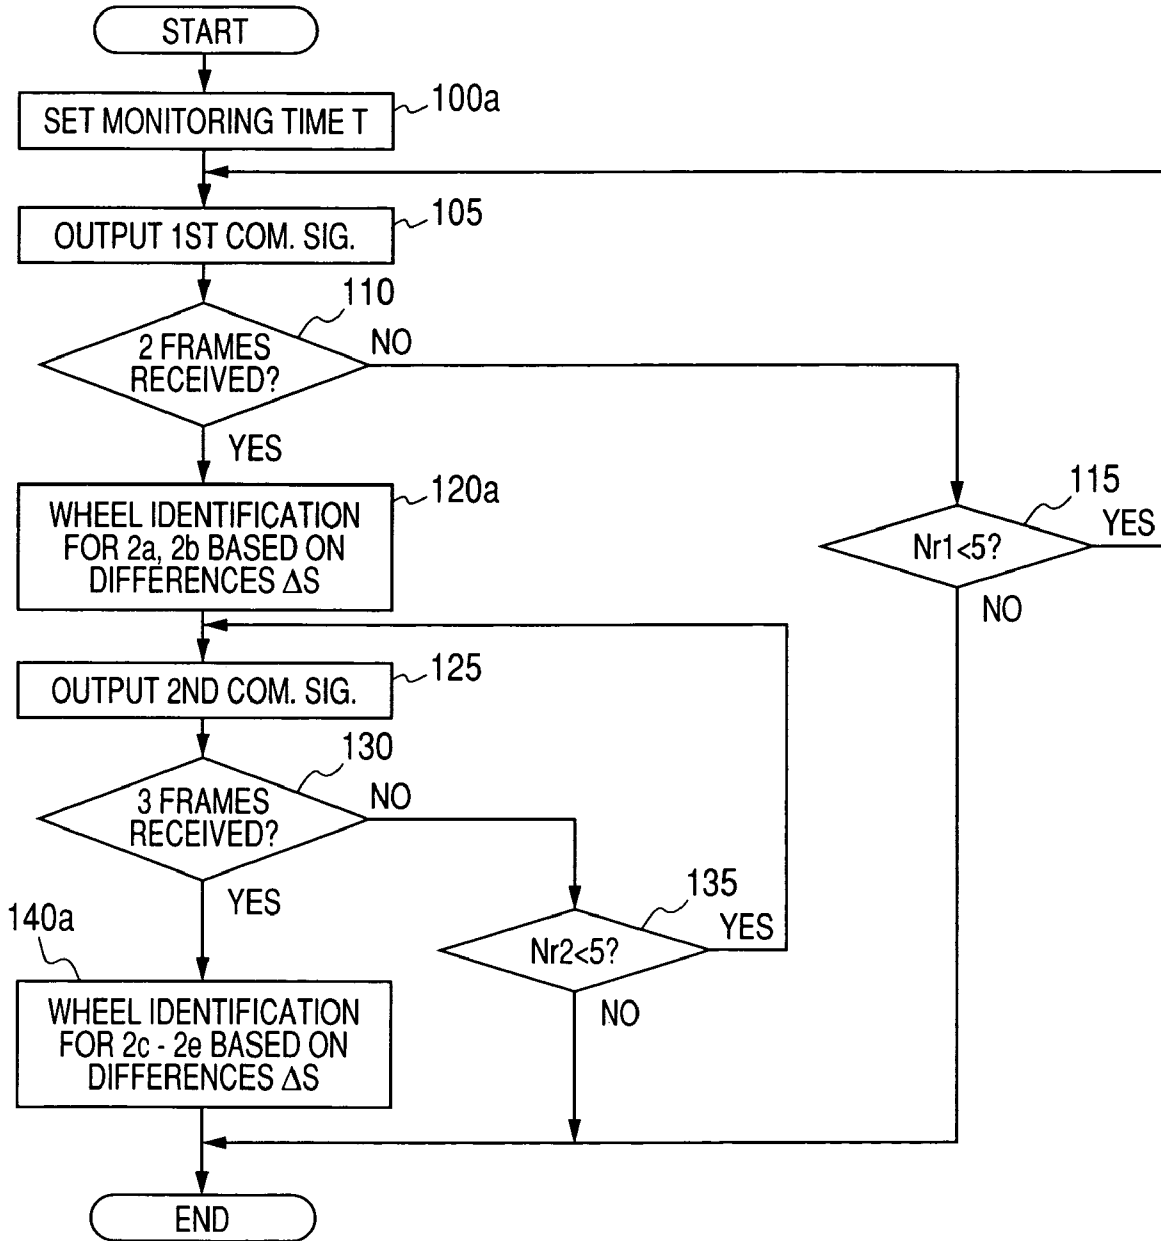 START
SET MONITORING TIME T
100a
OUTPUT 1ST COM. SIG.
105
110
2 FRAMES
RECEIVED?
NO
YES
120a
WHEEL IDENTIFICATION
FOR 2a, 2b BASED ON
DIFFERENCES ΔS
115
Nr1<5?
YES
NO
OUTPUT 2ND COM. SIG.
125
130
3 FRAMES
RECEIVED?
NO
YES
135
Nr2<5?
YES
NO
140a
WHEEL IDENTIFICATION
FOR 2c - 2e BASED ON
DIFFERENCES ΔS
END